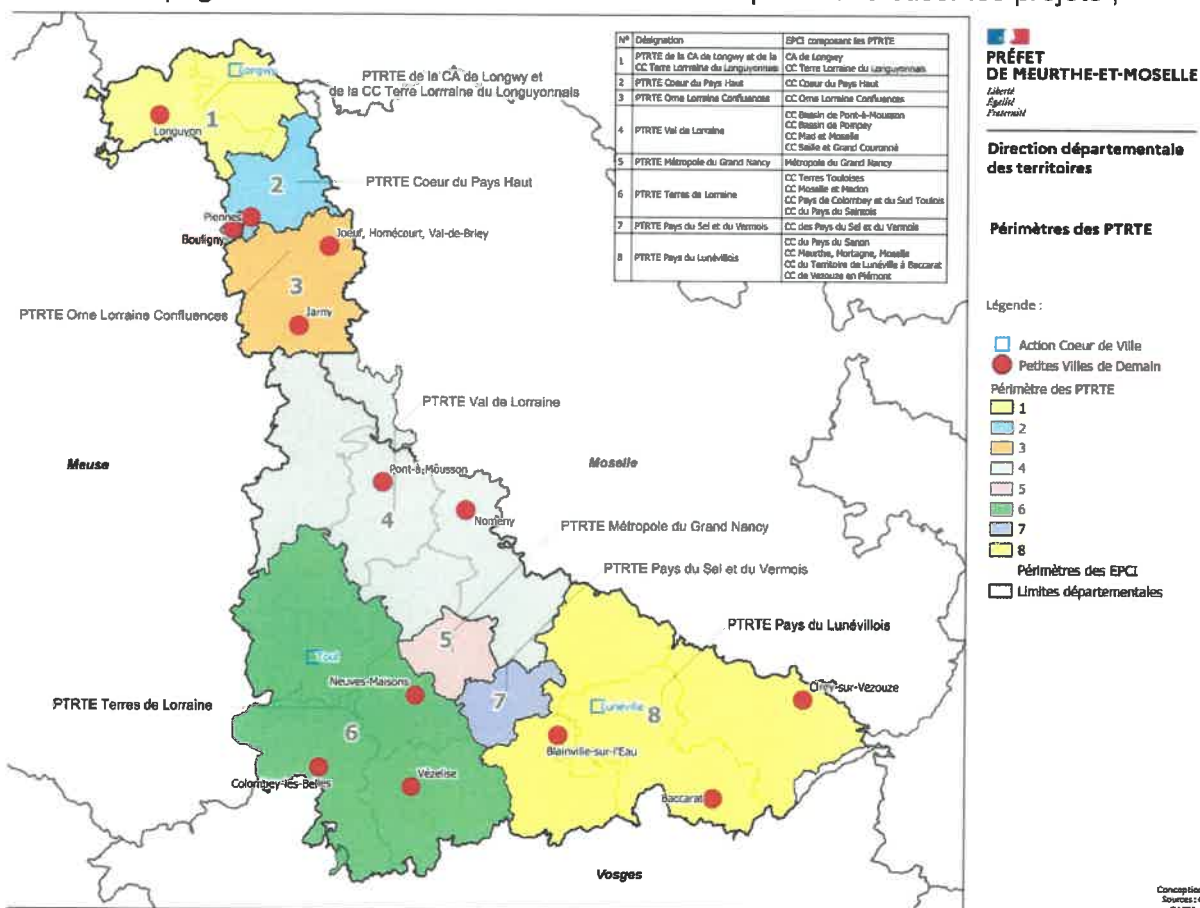 PTRTE de la CA de Longwy et
de la CC Terre Lorrraine du Longuyonnais
PTRTE Coeur du Pays Haut
PTRTE Orne Lorraine Confluences
PTRTE Val de Lorraine
PTRTE Métropole du Grand Nancy
PTRTE Pays du Sel et du Vermois
PTRTE Pays du Lunévillois
PTRTE Terres de Lorraine
Meuse
Moselle
Vosges
Longwy
Longuyon
1
2
Piennes
Bouligny
Joeuf, Homécourt, Val-de-Briey
3
Jarny
Pont-à-Mousson
4
Nomeny
5
Toul
Neuves-Maisons
6
7
Lunéville
8
Cirey-sur-Vezouze
Blainville-sur-l'Eau
Colombey-les-Belles
Vézelise
Baccarat
N° Désignation EPCI composant les PTRTE
1 PTRTE de la CA de Longwy et de la CC Terre Lorraine du Longuyonnais
CA de Longwy
CC Terre Lorraine du Longuyonnais
2 PTRTE Coeur du Pays Haut CC Coeur du Pays Haut
3 PTRTE Orne Lorraine Confluences CC Orne Lorraine Confluences
4 PTRTE Val de Lorraine
CC Bassin de Pont-à-Mousson
CC Bassin de Pompey
CC Mad et Moselle
CC Seille et Grand Couronné
5 PTRTE Métropole du Grand Nancy Métropole du Grand Nancy
6 PTRTE Terres de Lorraine
CC Terres Touloises
CC Moselle et Madon
CC Pays de Colombey et du Sud Toulois
CC du Pays du Saintois
7 PTRTE Pays du Sel et du Vermois CC des Pays du Sel et du Vermois
8 PTRTE Pays du Lunévillois
CC du Pays du Sanon
CC Meurthe, Mortagne, Moselle
CC du Territoire de Lunéville à Baccarat
CC de Vezouze en Piémont
PRÉFET
DE MEURTHE-ET-MOSELLE
Liberté
Égalité
Fraternité
Direction départementale
des territoires
Périmètres des PTRTE
Légende :
Action Coeur de Ville
Petites Villes de Demain
Périmètre des PTRTE
1
2
3
4
5
6
7
8
Périmètres des EPCI
Limites départementales
Conception
Sources :